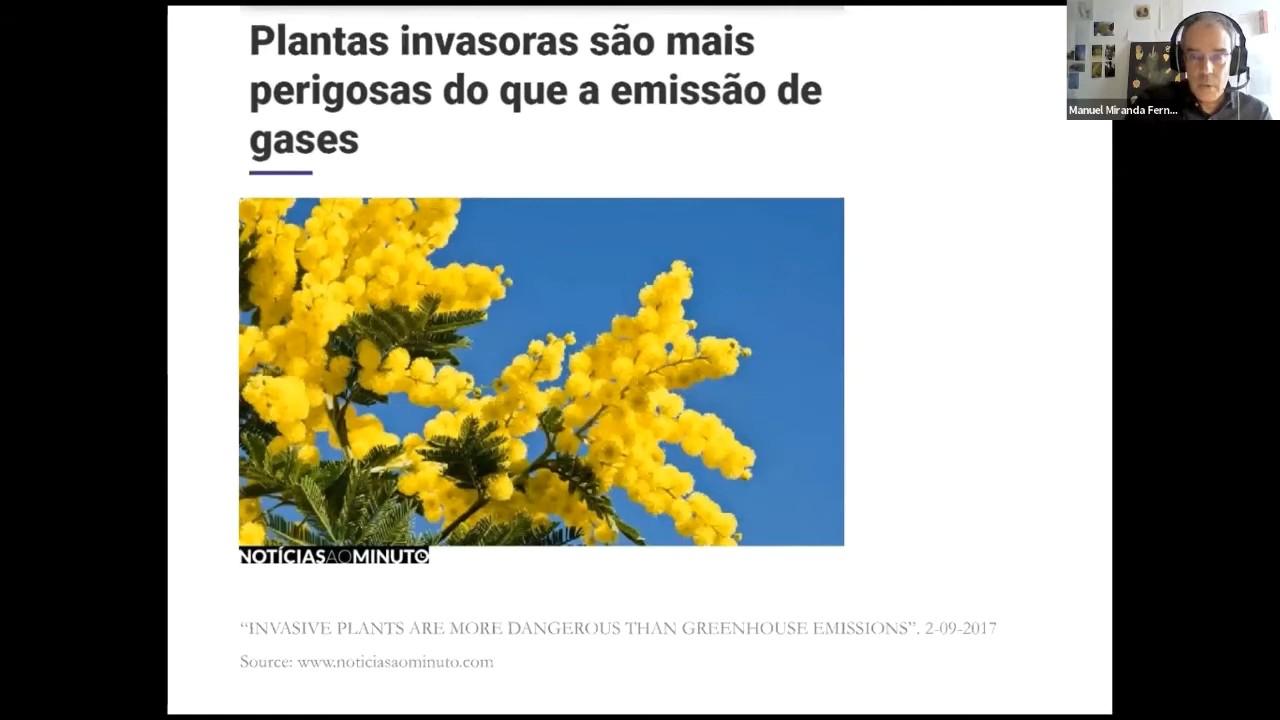 Plantas invasoras são mais
perigosas do que a emissão de
gases
Manuel Miranda Fern...
NOTÍCIASAOMINUTO
“INVASIVE PLANTS ARE MORE DANGEROUS THAN GREENHOUSE EMISSIONS”. 2-09-2017
Source: www.noticiasaominuto.com